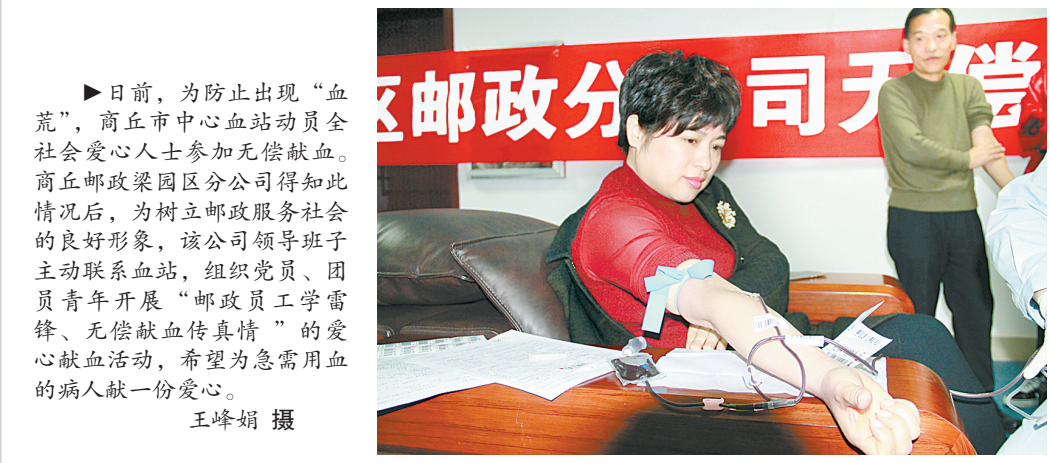 ▶日前，为防止出现“血
荒”，商丘市中心血站动员全
社会爱心人士参加无偿献血。
商丘邮政梁园区分公司得知此
情况后，为树立邮政服务社会
的良好形象，该公司领导班子
主动联系血站，组织党员、团
员青年开展“邮政员工学雷
锋、无偿献血传真情 ”的爱
心献血活动，希望为急需用血
的病人献一份爱心。
王峰娟 摄
区邮政分公司无偿